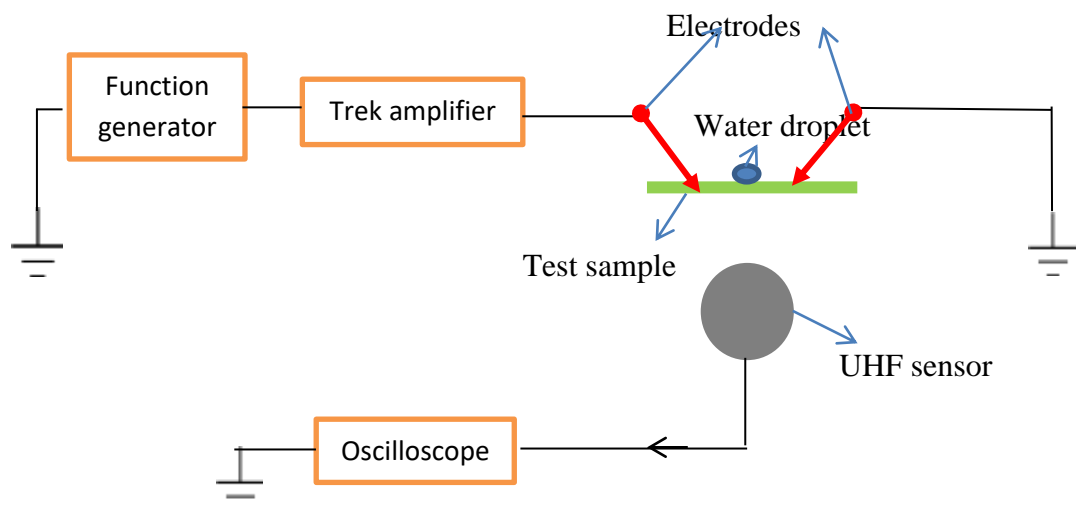 Electrodes
Function
generator
Trek amplifier
Water droplet
Test sample
UHF sensor
Oscilloscope